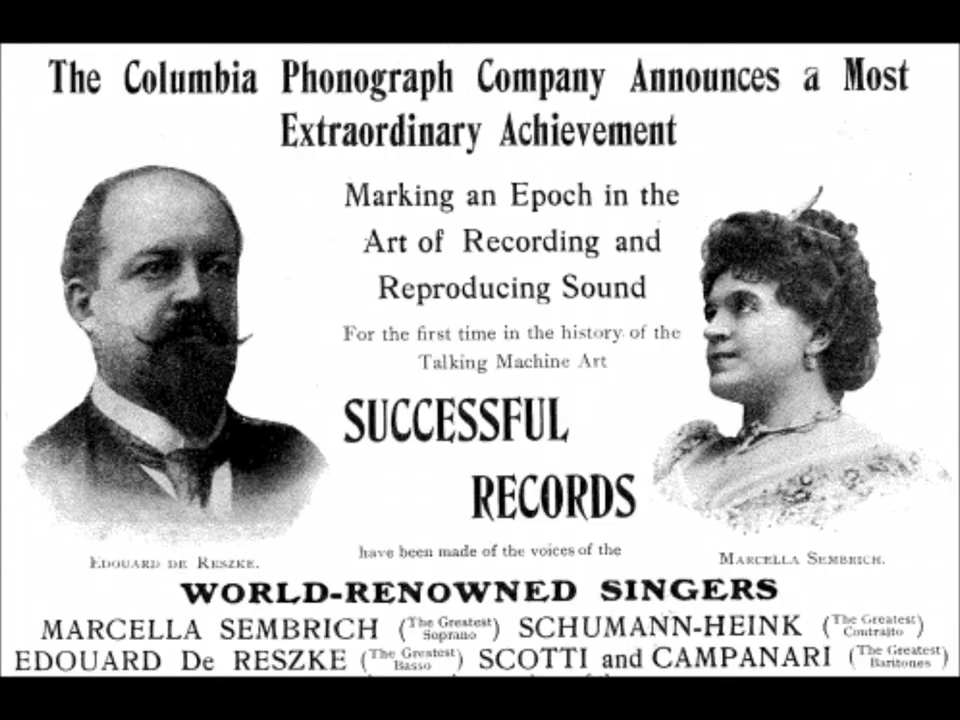 The Columbia Phonograph Company Announces a Most
Extraordinary Achievement
Marking an Epoch in the
Art of Recording and
Reproducing Sound
For the first time in the history of the
Talking Machine Art
SUCCESSFUL
RECORDS
have been made of the voices of the
EDOUARD DE RESZKE.
MARCELLA SEMBRICH.
WORLD-RENOWNED SINGERS
MARCELLA SEMBRICH (The Greatest Soprano) SCHUMANN-HEINK (The Greatest Contralto)
EDOUARD De RESZKE (The Greatest Basso) SCOTTI and CAMPANARI (The Greatest Baritones)